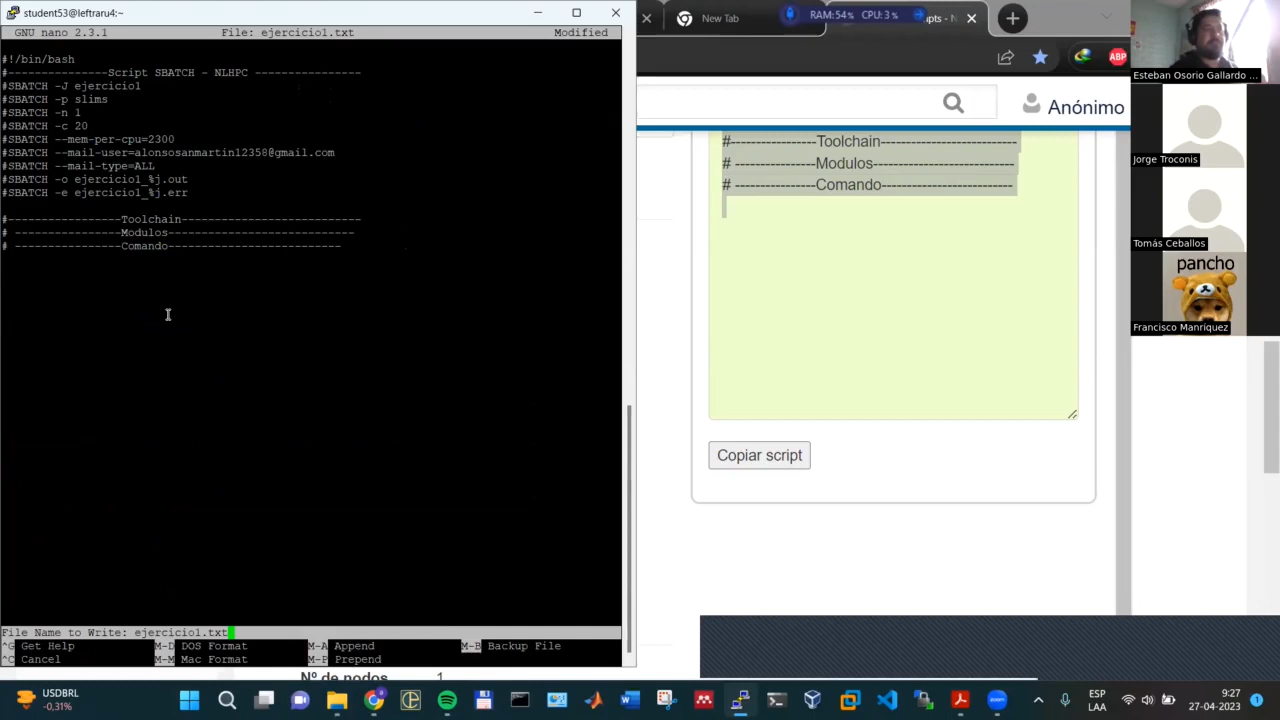 student53@leftraru4:~
GNU nano 2.3.1 File: ejercicio1.txt Modified
#!/bin/bash
#---------------Script SBATCH - NLHPC ----------------
#SBATCH -J ejercicio1
#SBATCH -p slims
#SBATCH -n 1
#SBATCH -c 20
#SBATCH --mem-per-cpu=2300
#SBATCH --mail-user=alonsosanmartin12358@gmail.com
#SBATCH --mail-type=ALL
#SBATCH -o ejercicio1_%j.out
#SBATCH -e ejercicio1_%j.err
#-----------------Toolchain---------------------------
# ----------------Modulos----------------------------
# ----------------Comando--------------------------
File Name to Write: ejercicio1.txt
^G Get Help M-D DOS Format M-A Append M-B Backup File
^C Cancel M-M Mac Format M-P Prepend
New Tab
RAM:54% CPU:3%
pts - N
ABP
Anónimo
#-----------------Toolchain---------------------------
# ----------------Modulos----------------------------
# ----------------Comando--------------------------
Copiar script
Nº de nodos 1
Esteban Osorio Gallardo ...
Jorge Troconis
Tomás Ceballos
pancho
Francisco Manríquez
USDBRL
-0,31%
ESP
LAA
9:27
27-04-2023